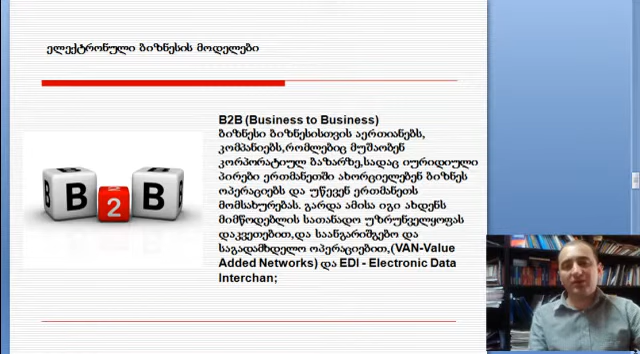 ელექტრონული ბიზნესის მოდელები
B2B (Business to Business)
ბიზნესი ბიზნესისთვის აერთიანებს,
კომპანიებს,რომლებიც მუშაობენ
კორპორატიულ ბაზარზე,სადაც იურიდიული
პირები ერთმანეთში ახორციელებენ ბიზნეს
ოპერაციებს და უწევენ ერთმანეთს
მომსახურებას. გარდა ამისა იგი ახდენს
მიმწოდებლის სათანადო უზრუნველყოფას
დაკვეთებით,და საანგარიშგებო და
საგადამხდელო ოპერაციებით,(VAN-Value
Added Networks) და EDI - Electronic Data
Interchan;
B 2 B